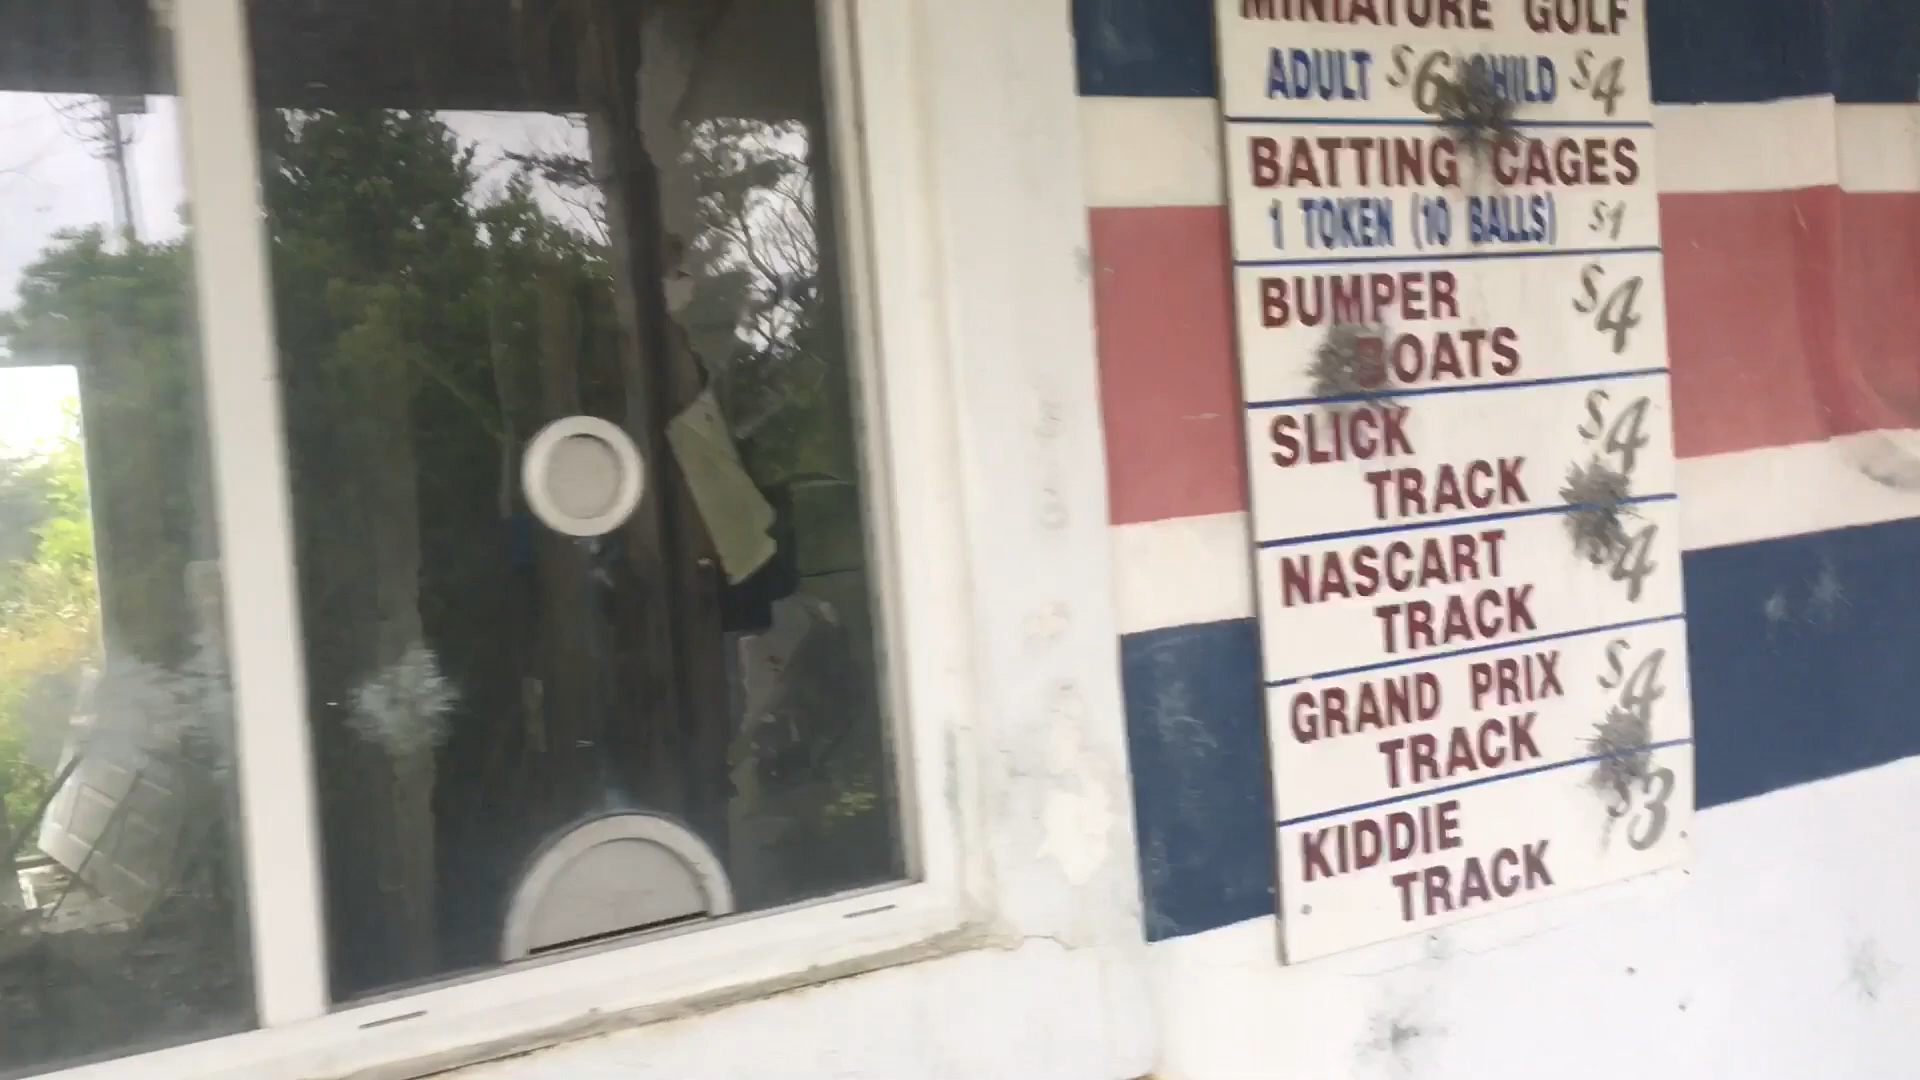 MINIATURE GOLF
ADULT $6 CHILD $4
BATTING CAGES
1 TOKEN (10 BALLS) $1
BUMPER BOATS $4
SLICK TRACK $4
NASCART TRACK $4
GRAND PRIX TRACK $4
KIDDIE TRACK $3